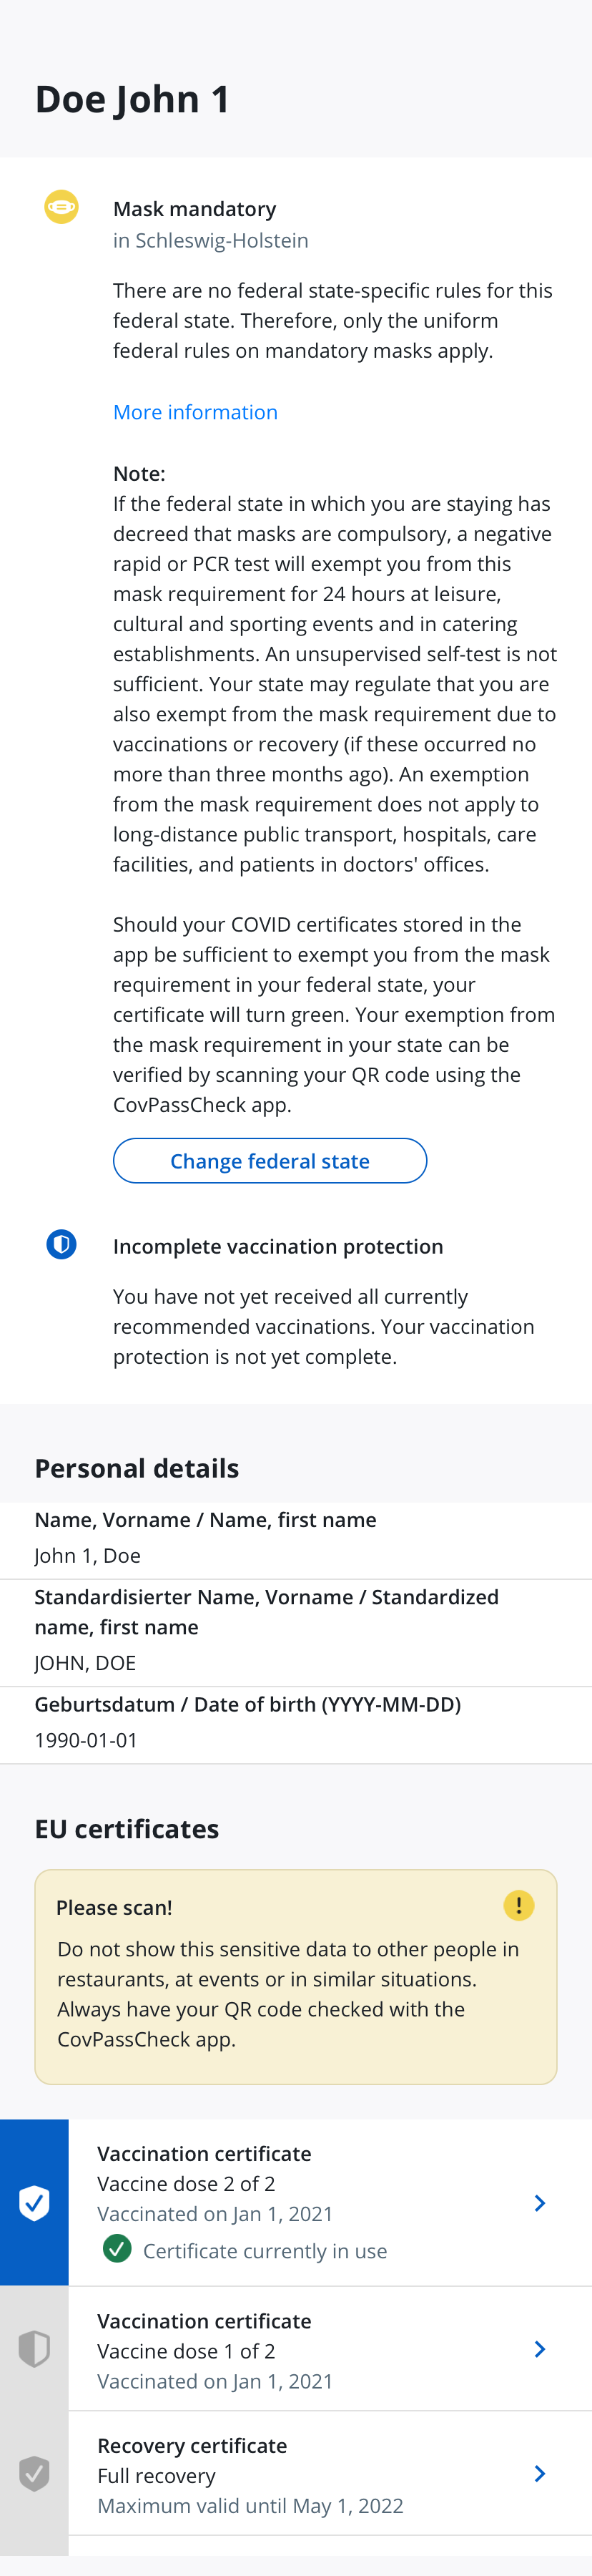 Doe John 1
Mask mandatory
in Schleswig-Holstein
There are no federal state-specific rules for this
federal state. Therefore, only the uniform
federal rules on mandatory masks apply.
More information
Note:
If the federal state in which you are staying has
decreed that masks are compulsory, a negative
rapid or PCR test will exempt you from this
mask requirement for 24 hours at leisure,
cultural and sporting events and in catering
establishments. An unsupervised self-test is not
sufficient. Your state may regulate that you are
also exempt from the mask requirement due to
vaccinations or recovery (if these occurred no
more than three months ago). An exemption
from the mask requirement does not apply to
long-distance public transport, hospitals, care
facilities, and patients in doctors' offices.
Should your COVID certificates stored in the
app be sufficient to exempt you from the mask
requirement in your federal state, your
certificate will turn green. Your exemption from
the mask requirement in your state can be
verified by scanning your QR code using the
CovPassCheck app.
Change federal state
Incomplete vaccination protection
You have not yet received all currently
recommended vaccinations. Your vaccination
protection is not yet complete.
Personal details
Name, Vorname / Name, first name
John 1, Doe
Standardisierter Name, Vorname / Standardized
name, first name
JOHN, DOE
Geburtsdatum / Date of birth (YYYY-MM-DD)
1990-01-01
EU certificates
Please scan!
Do not show this sensitive data to other people in
restaurants, at events or in similar situations.
Always have your QR code checked with the
CovPassCheck app.
Vaccination certificate
Vaccine dose 2 of 2
Vaccinated on Jan 1, 2021
Certificate currently in use
Vaccination certificate
Vaccine dose 1 of 2
Vaccinated on Jan 1, 2021
Recovery certificate
Full recovery
Maximum valid until May 1, 2022